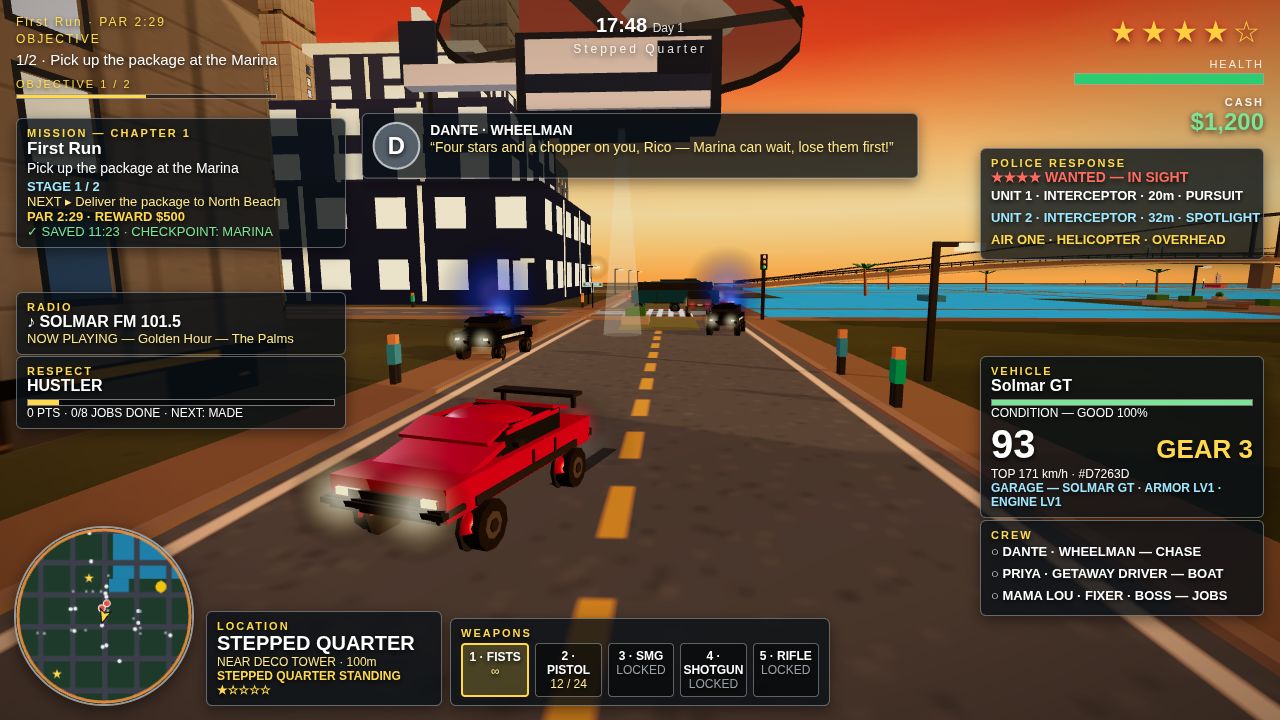 First Run · PAR 2:29
OBJECTIVE
1/2 · Pick up the package at the Marina
OBJECTIVE 1 / 2
17:48 Day 1
Stepped Quarter
★★★★☆
HEALTH
CASH
$1,200
MISSION — CHAPTER 1
First Run
Pick up the package at the Marina
STAGE 1 / 2
NEXT ▸ Deliver the package to North Beach
PAR 2:29 · REWARD $500
✓ SAVED 11:23 · CHECKPOINT: MARINA
D
DANTE · WHEELMAN
“Four stars and a chopper on you, Rico — Marina can wait, lose them first!”
POLICE RESPONSE
★★★★ WANTED — IN SIGHT
UNIT 1 · INTERCEPTOR · 20m · PURSUIT
UNIT 2 · INTERCEPTOR · 32m · SPOTLIGHT
AIR ONE · HELICOPTER · OVERHEAD
RADIO
♪ SOLMAR FM 101.5
NOW PLAYING — Golden Hour — The Palms
RESPECT
HUSTLER
0 PTS · 0/8 JOBS DONE · NEXT: MADE
VEHICLE
Solmar GT
CONDITION — GOOD 100%
93 GEAR 3
TOP 171 km/h · #D7263D
GARAGE — SOLMAR GT · ARMOR LV1 ·
ENGINE LV1
CREW
○ DANTE · WHEELMAN — CHASE
○ PRIYA · GETAWAY DRIVER — BOAT
○ MAMA LOU · FIXER · BOSS — JOBS
LOCATION
STEPPED QUARTER
NEAR DECO TOWER · 100m
STEPPED QUARTER STANDING
★☆☆☆☆
WEAPONS
1 · FISTS
∞
2 ·
PISTOL
12 / 24
3 · SMG
LOCKED
4 ·
SHOTGUN
LOCKED
5 · RIFLE
LOCKED